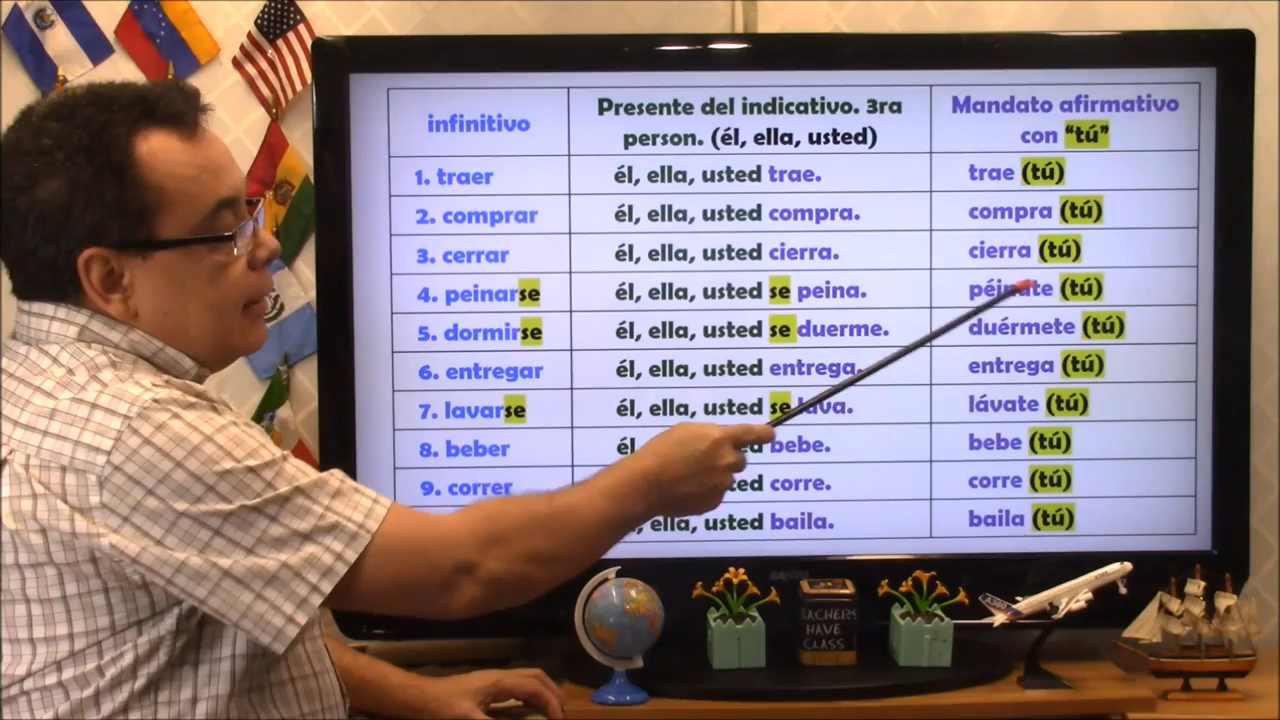 infinitivo
Presente del indicativo. 3ra
person. (él, ella, usted)
Mandato afirmativo
con “tú”
1. traer
él, ella, usted trae.
trae (tú)
2. comprar
él, ella, usted compra.
compra (tú)
3. cerrar
él, ella, usted cierra.
cierra (tú)
4. peinarse
él, ella, usted se peina.
péinate (tú)
5. dormirse
él, ella, usted se duerme.
duérmete (tú)
6. entregar
él, ella, usted entrega.
entrega (tú)
7. lavarse
él, ella, usted se lava.
lávate (tú)
8. beber
él, bebe.
bebe (tú)
9. correr
corre.
corre (tú)
ella, usted baila.
baila (tú)
SANYO
TEACHERS
HAVE
CLASS
A380